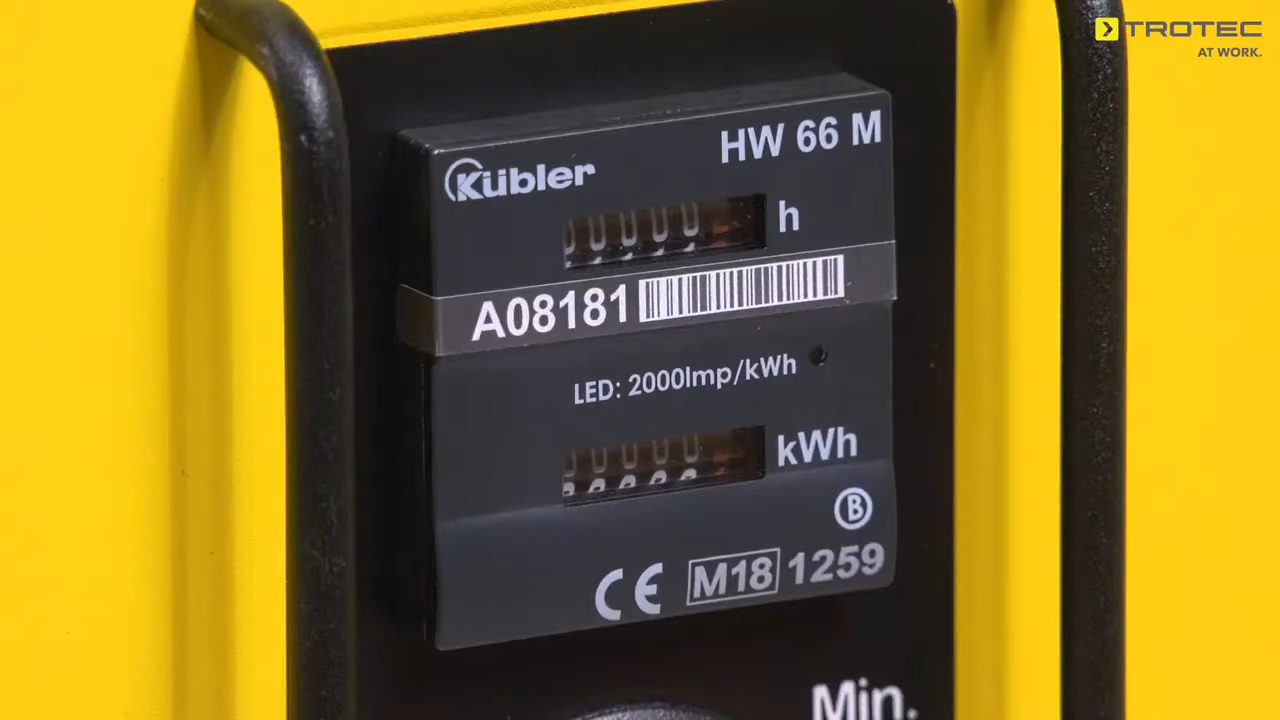 TROTEC
AT WORK.
HW 66 M
Kübler
h
A08181
LED: 2000Imp/kWh
kWh
B
CE M18 1259
Min.